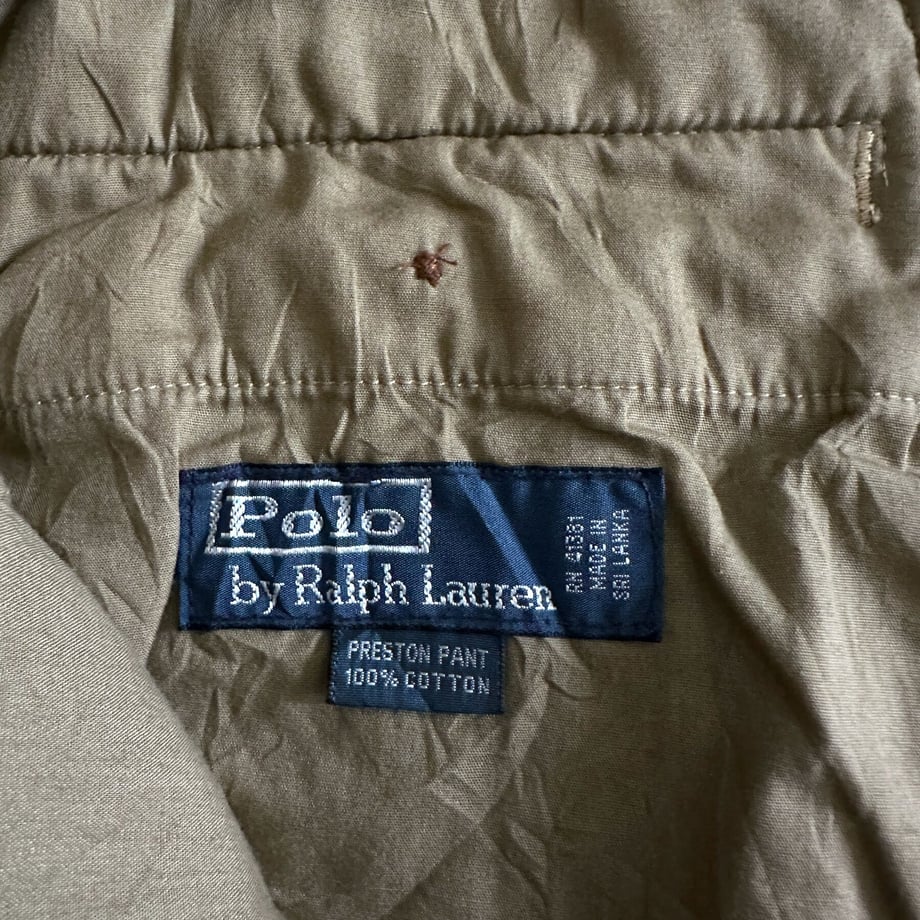 Polo
by Ralph Lauren
RN 41381
MADE IN
SRI LANKA
PRESTON PANT
100% COTTON